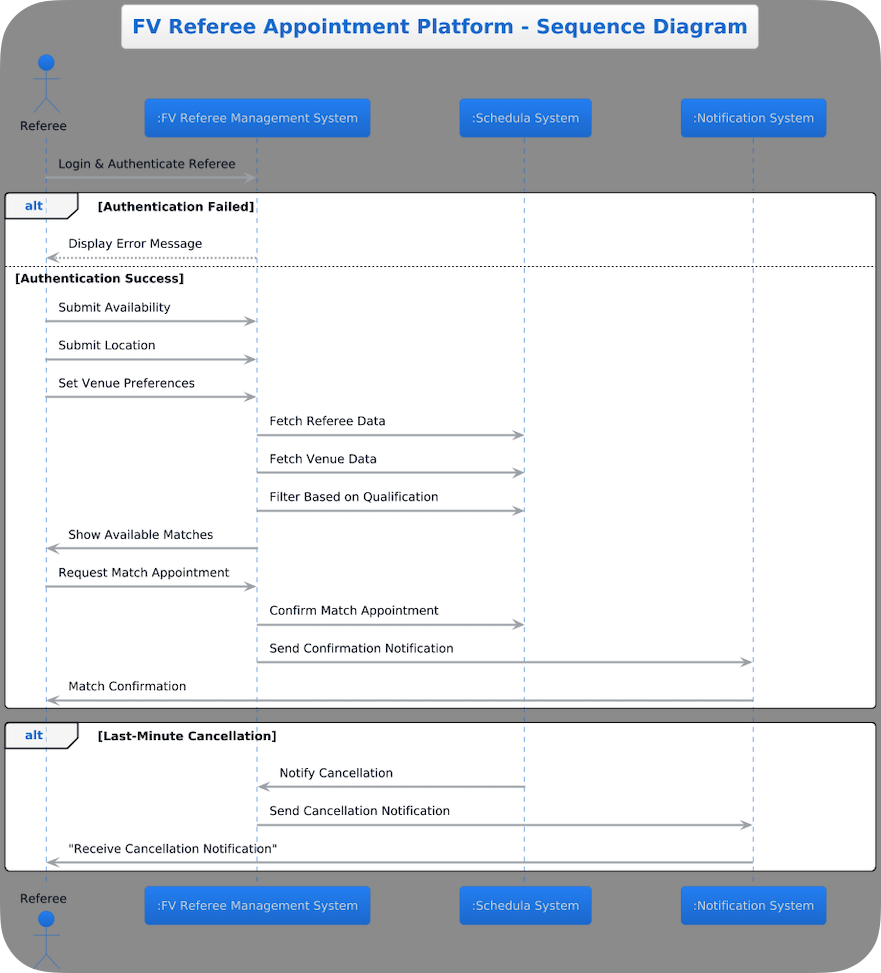 FV Referee Appointment Platform - Sequence Diagram
Referee
:FV Referee Management System
:Schedula System
:Notification System
Login & Authenticate Referee
alt
[Authentication Failed]
Display Error Message
[Authentication Success]
Submit Availability
Submit Location
Set Venue Preferences
Fetch Referee Data
Fetch Venue Data
Filter Based on Qualification
Show Available Matches
Request Match Appointment
Confirm Match Appointment
Send Confirmation Notification
Match Confirmation
alt
[Last-Minute Cancellation]
Notify Cancellation
Send Cancellation Notification
"Receive Cancellation Notification"
Referee
:FV Referee Management System
:Schedula System
:Notification System